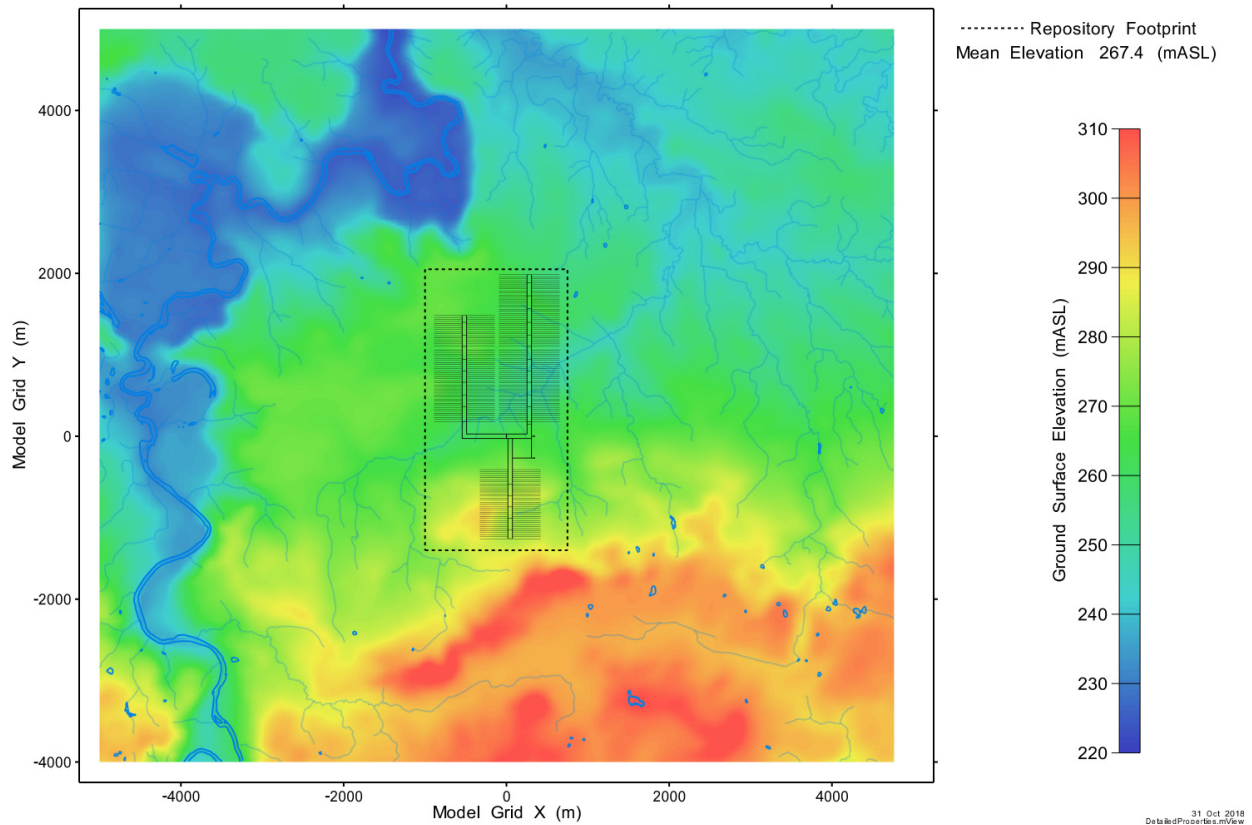 Repository Footprint
Mean Elevation 267.4 (mASL)
310
300
290
280
270
260
250
240
230
220
Ground Surface Elevation (mASL)
4000
2000
0
-2000
-4000
Model Grid Y (m)
-4000 -2000 0 2000 4000
Model Grid X (m)
31 Oct 2018
DetailedProperties.mView